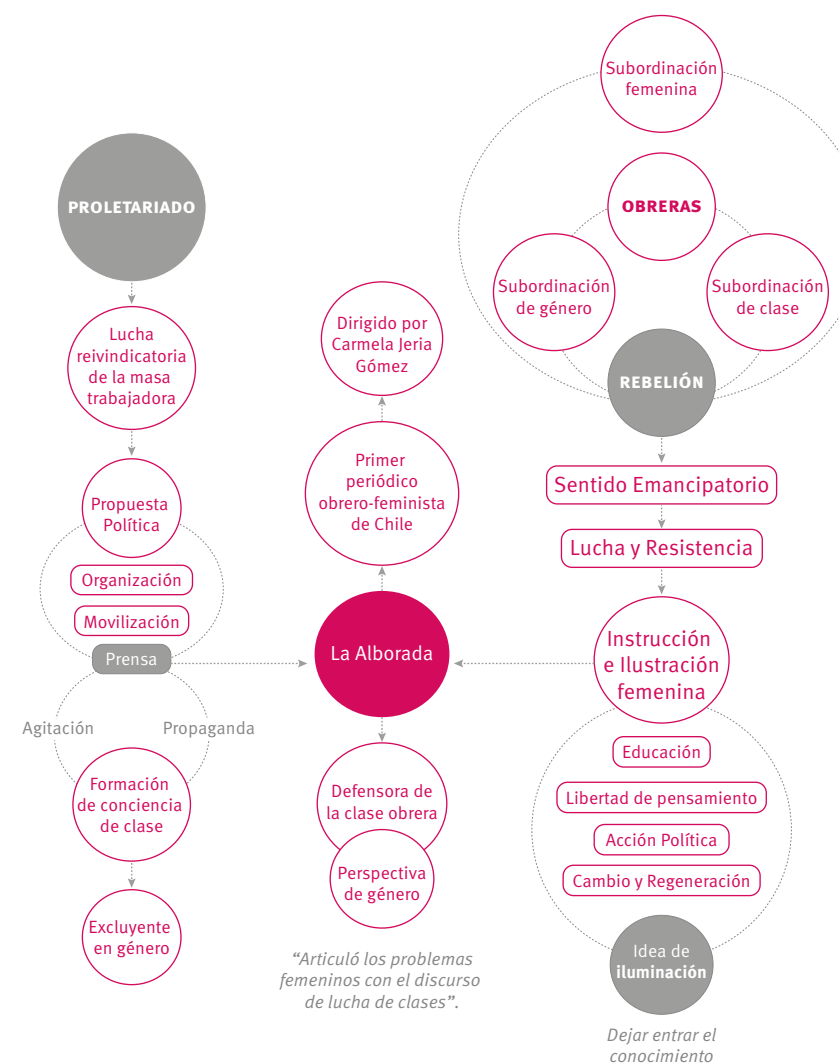 PROLETARIADO
Lucha
reivindicatoria
de la masa
trabajadora
Propuesta
Política
Organización
Movilización
Prensa
Agitación
Propaganda
Formación
de conciencia
de clase
Excluyente
en género
Dirigido por
Carmela Jeria
Gómez
Primer
periódico
obrero-feminista
de Chile
La Alborada
Defensora de
la clase obrera
Perspectiva
de género
“Articuló los problemas
femeninos con el discurso
de lucha de clases”.
Subordinación
femenina
OBRERAS
Subordinación
de género
Subordinación
de clase
REBELIÓN
Sentido Emancipatorio
Lucha y Resistencia
Instrucción
e Ilustración
femenina
Educación
Libertad de pensamiento
Acción Política
Cambio y Regeneración
Idea de
iluminación
Dejar entrar el
conocimiento